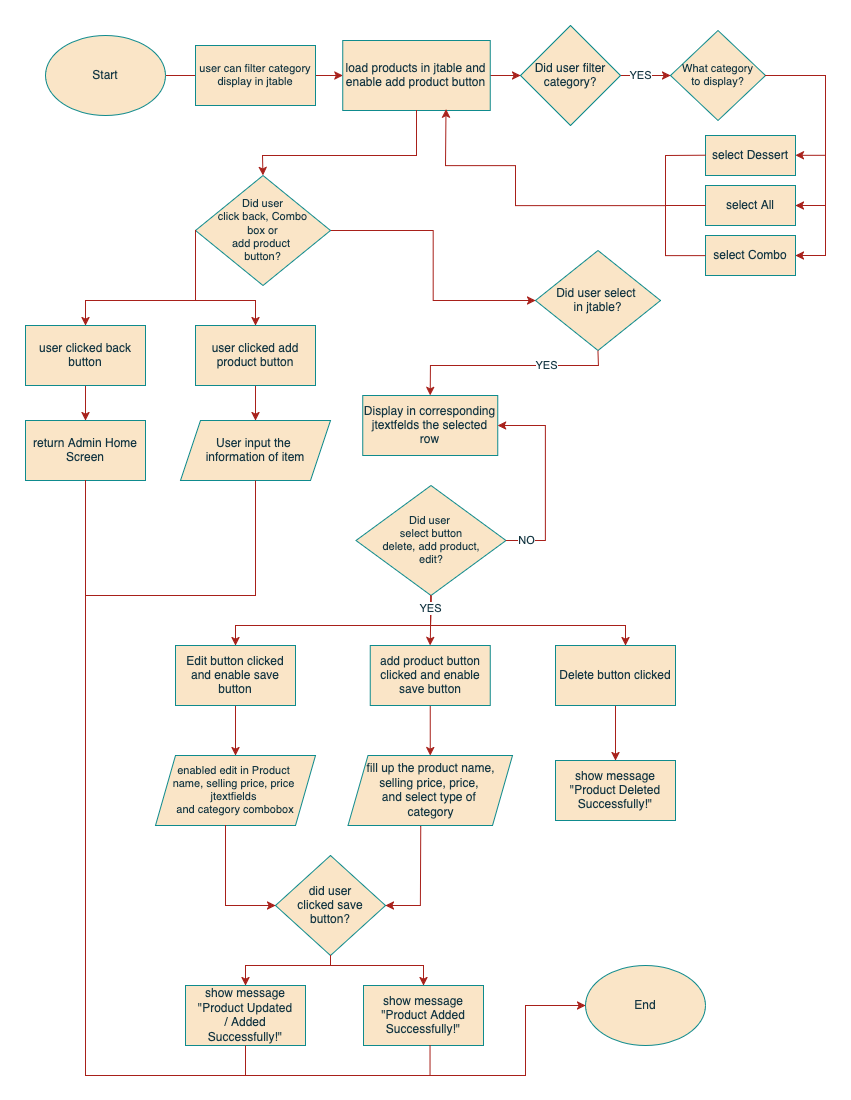 Start
user can filter category
display in jtable
load products in jtable and
enable add product button
Did user filter
category?
YES
What category
to display?
select Dessert
select All
select Combo
Did user
click back, Combo
box or
add product
button?
Did user select
in jtable?
YES
user clicked back
button
user clicked add
product button
Display in corresponding
jtextfelds the selected
row
return Admin Home
Screen
User input the
information of item
Did user
select button
delete, add product,
edit?
NO
YES
Edit button clicked
and enable save
button
add product button
clicked and enable
save button
Delete button clicked
enabled edit in Product
name, selling price, price
jtextfields
and category combobox
fill up the product name,
selling price, price,
and select type of
category
show message
"Product Deleted
Successfully!"
did user
clicked save
button?
show message
"Product Updated
/ Added
Successfully!"
show message
"Product Added
Successfully!"
End